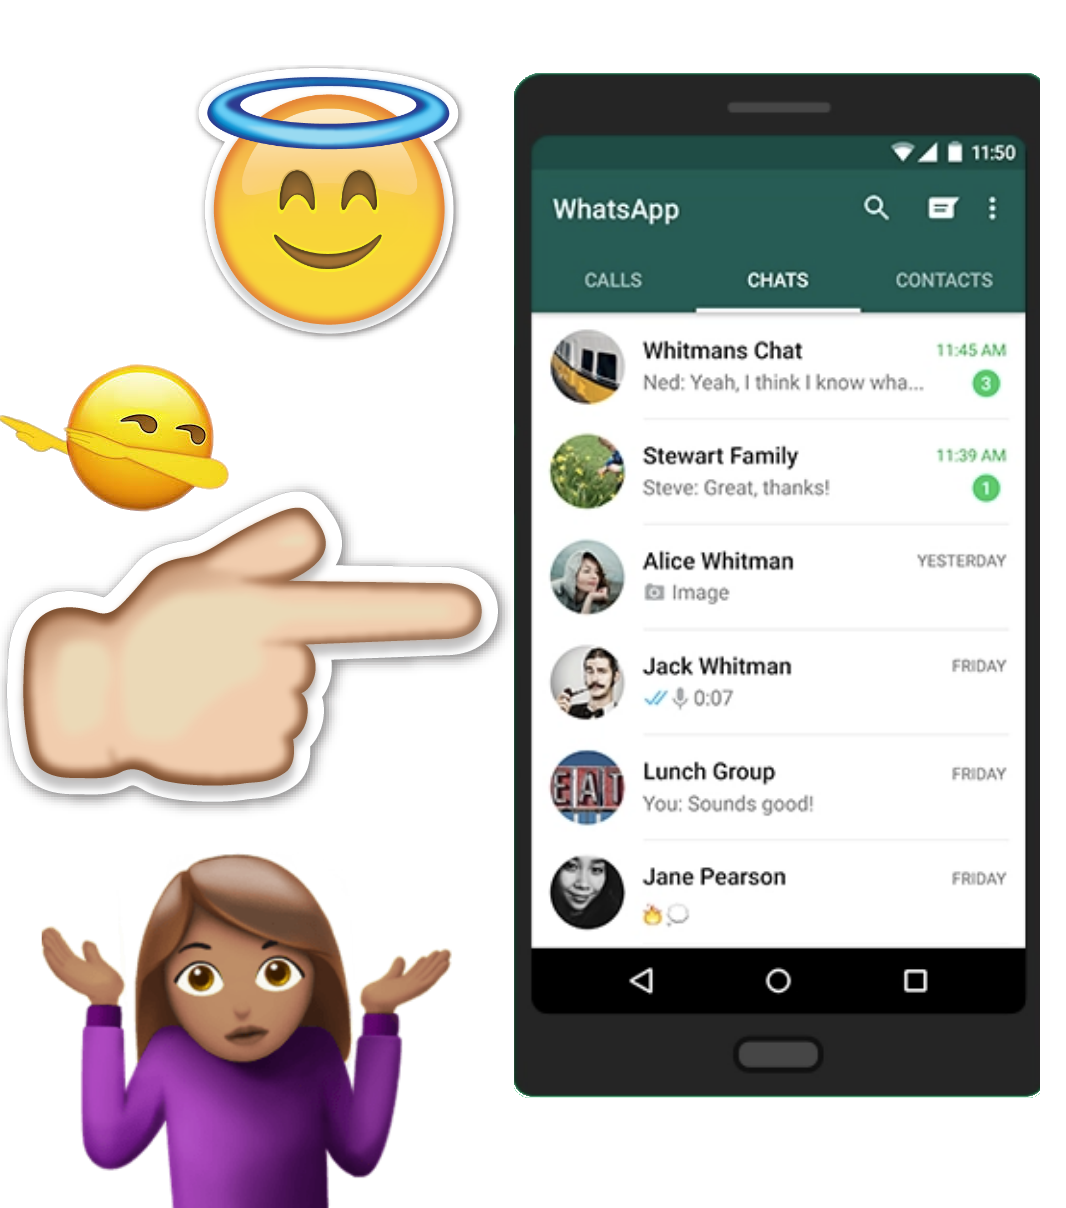 11:50
WhatsApp
CALLS CHATS CONTACTS
Whitmans Chat 11:45 AM
Ned: Yeah, I think I know wha... 3
Stewart Family 11:39 AM
Steve: Great, thanks! 1
Alice Whitman YESTERDAY
Image
Jack Whitman FRIDAY
0:07
Lunch Group FRIDAY
EAT
You: Sounds good!
Jane Pearson FRIDAY
🔥💭